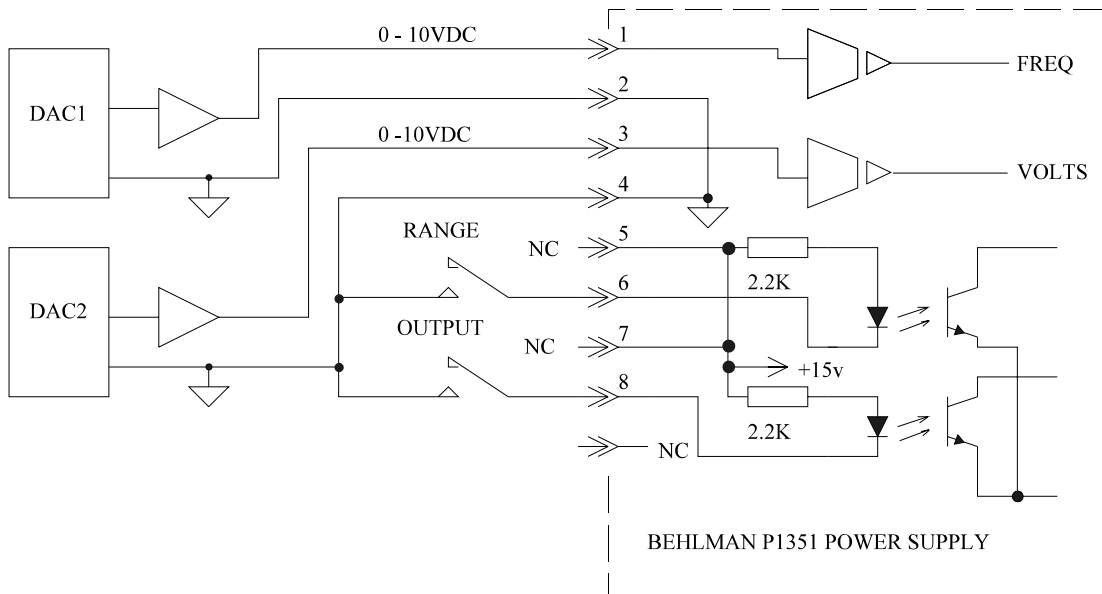 0 - 10VDC
1
FREQ
DAC1
2
0 -10VDC
3
VOLTS
4
RANGE
NC
5
2.2K
6
DAC2
OUTPUT
NC
7
+15v
8
2.2K
NC
BEHLMAN P1351 POWER SUPPLY